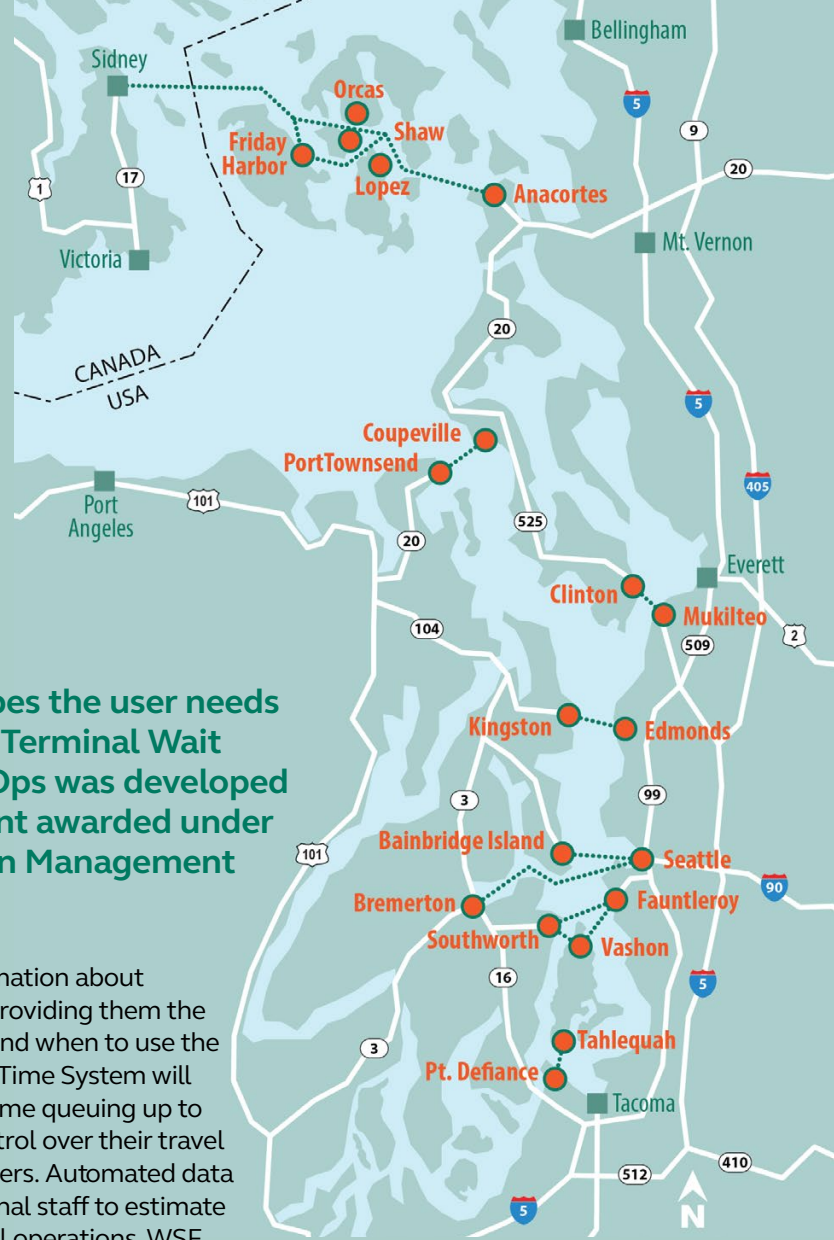 Bellingham
Sidney
5
Orcas
9
Shaw
Friday
Harbor
20
17
1
Lopez
Anacortes
Mt. Vernon
Victoria
20
CANADA
USA
5
Coupeville
PortTownsend
405
Port
Angeles
101
525
20
Everett
Clinton
Mukilteo
104
2
509
bes the user needs
Terminal Wait
Ops was developed
nt awarded under
n Management
Kingston
Edmonds
3
99
Bainbridge Island
Seattle
101
90
Bremerton
Fauntleroy
Southworth
Vashon
16
5
mation about
roviding them the
nd when to use the
Time System will
me queuing up to
trol over their travel
ers. Automated data
nal staff to estimate
l operations. WSF
3
Tahlequah
Pt. Defiance
Tacoma
512
410
5
N